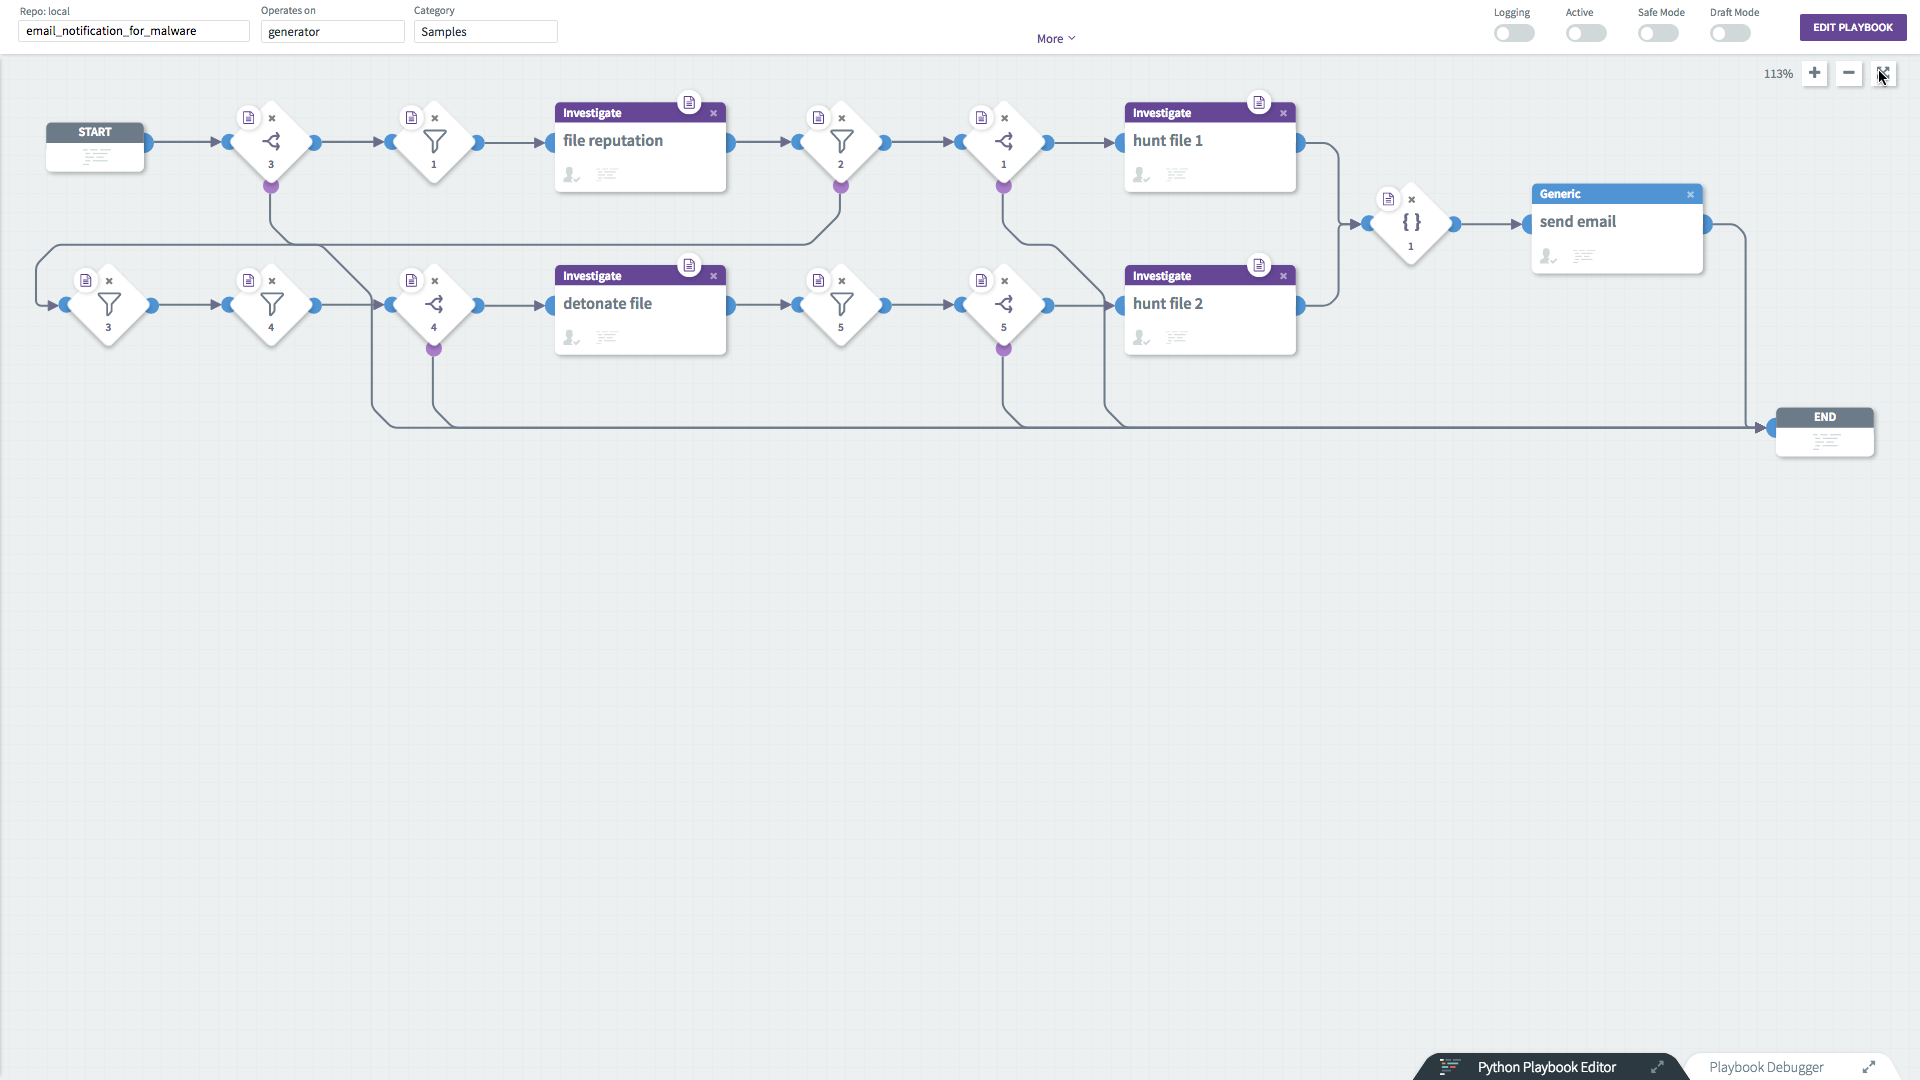 Repo: local
Operates on
Category
Logging
Active
Safe Mode
Draft Mode
email_notification_for_malware
generator
Samples
More
EDIT PLAYBOOK
113%
START
3
1
Investigate
file reputation
2
1
Investigate
hunt file 1
{ }
1
Generic
send email
3
4
4
Investigate
detonate file
5
5
Investigate
hunt file 2
END
Python Playbook Editor
Playbook Debugger